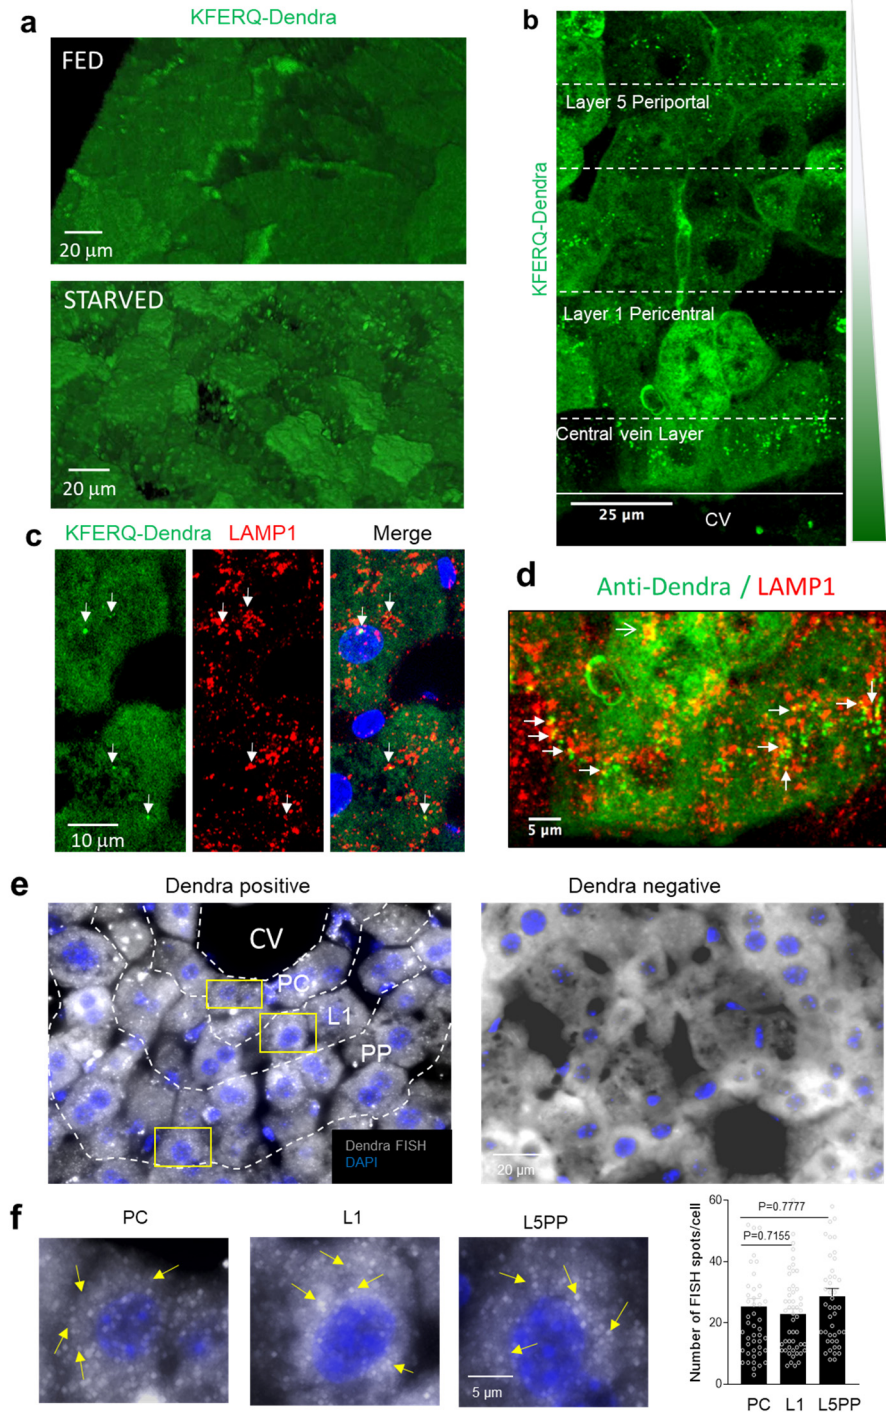 a
KFERQ-Dendra
FED
20 µm
STARVED
20 µm
b
KFERQ-Dendra
Layer 5 Periportal
Layer 1 Pericentral
Central vein Layer
25 µm
CV
c
KFERQ-Dendra LAMP1 Merge
10 µm
d
Anti-Dendra / LAMP1
5 µm
e
Dendra positive
CV
PC
L1
PP
Dendra FISH
DAPI
Dendra negative
20 µm
f
PC
L1
L5PP
5 µm
Number of FISH spots/cell
60
40
20
0
P=0.7777
P=0.7155
PC L1 L5PP